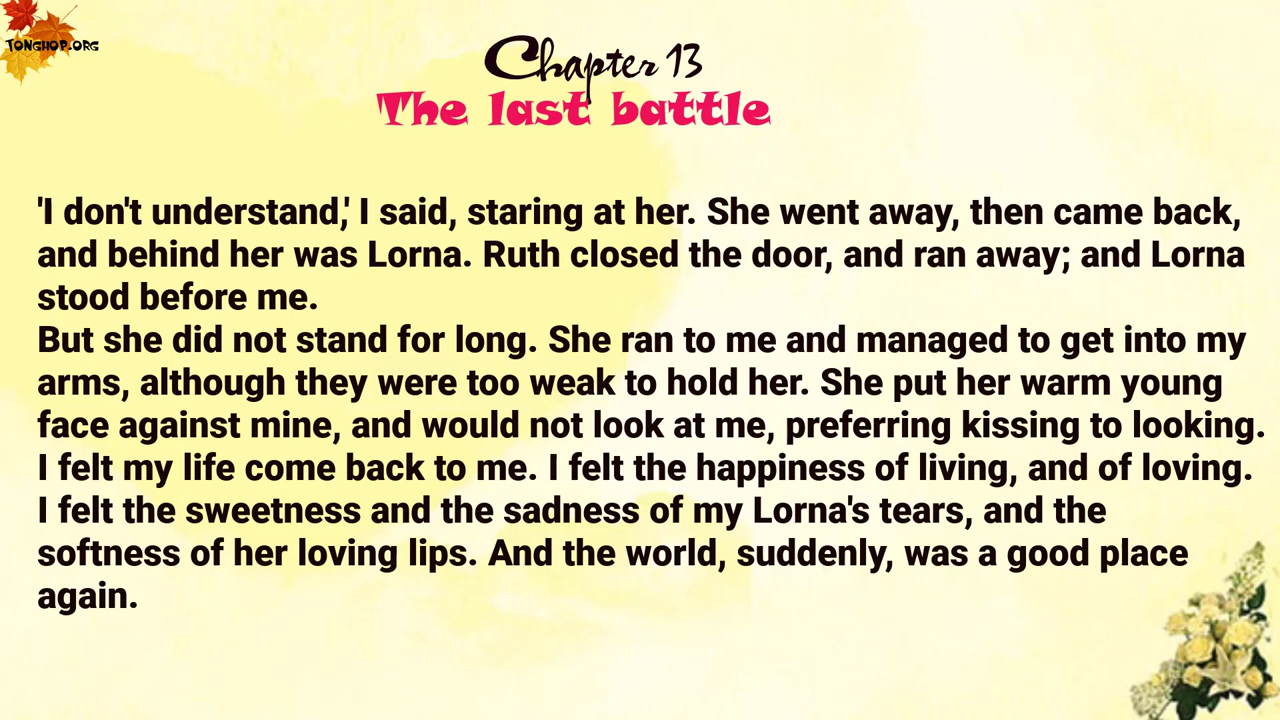 TONGHOP.ORG
Chapter 13
The last battle
'I don't understand,' I said, staring at her. She went away, then came back,
and behind her was Lorna. Ruth closed the door, and ran away; and Lorna
stood before me.
But she did not stand for long. She ran to me and managed to get into my
arms, although they were too weak to hold her. She put her warm young
face against mine, and would not look at me, preferring kissing to looking.
I felt my life come back to me. I felt the happiness of living, and of loving.
I felt the sweetness and the sadness of my Lorna's tears, and the
softness of her loving lips. And the world, suddenly, was a good place
again.